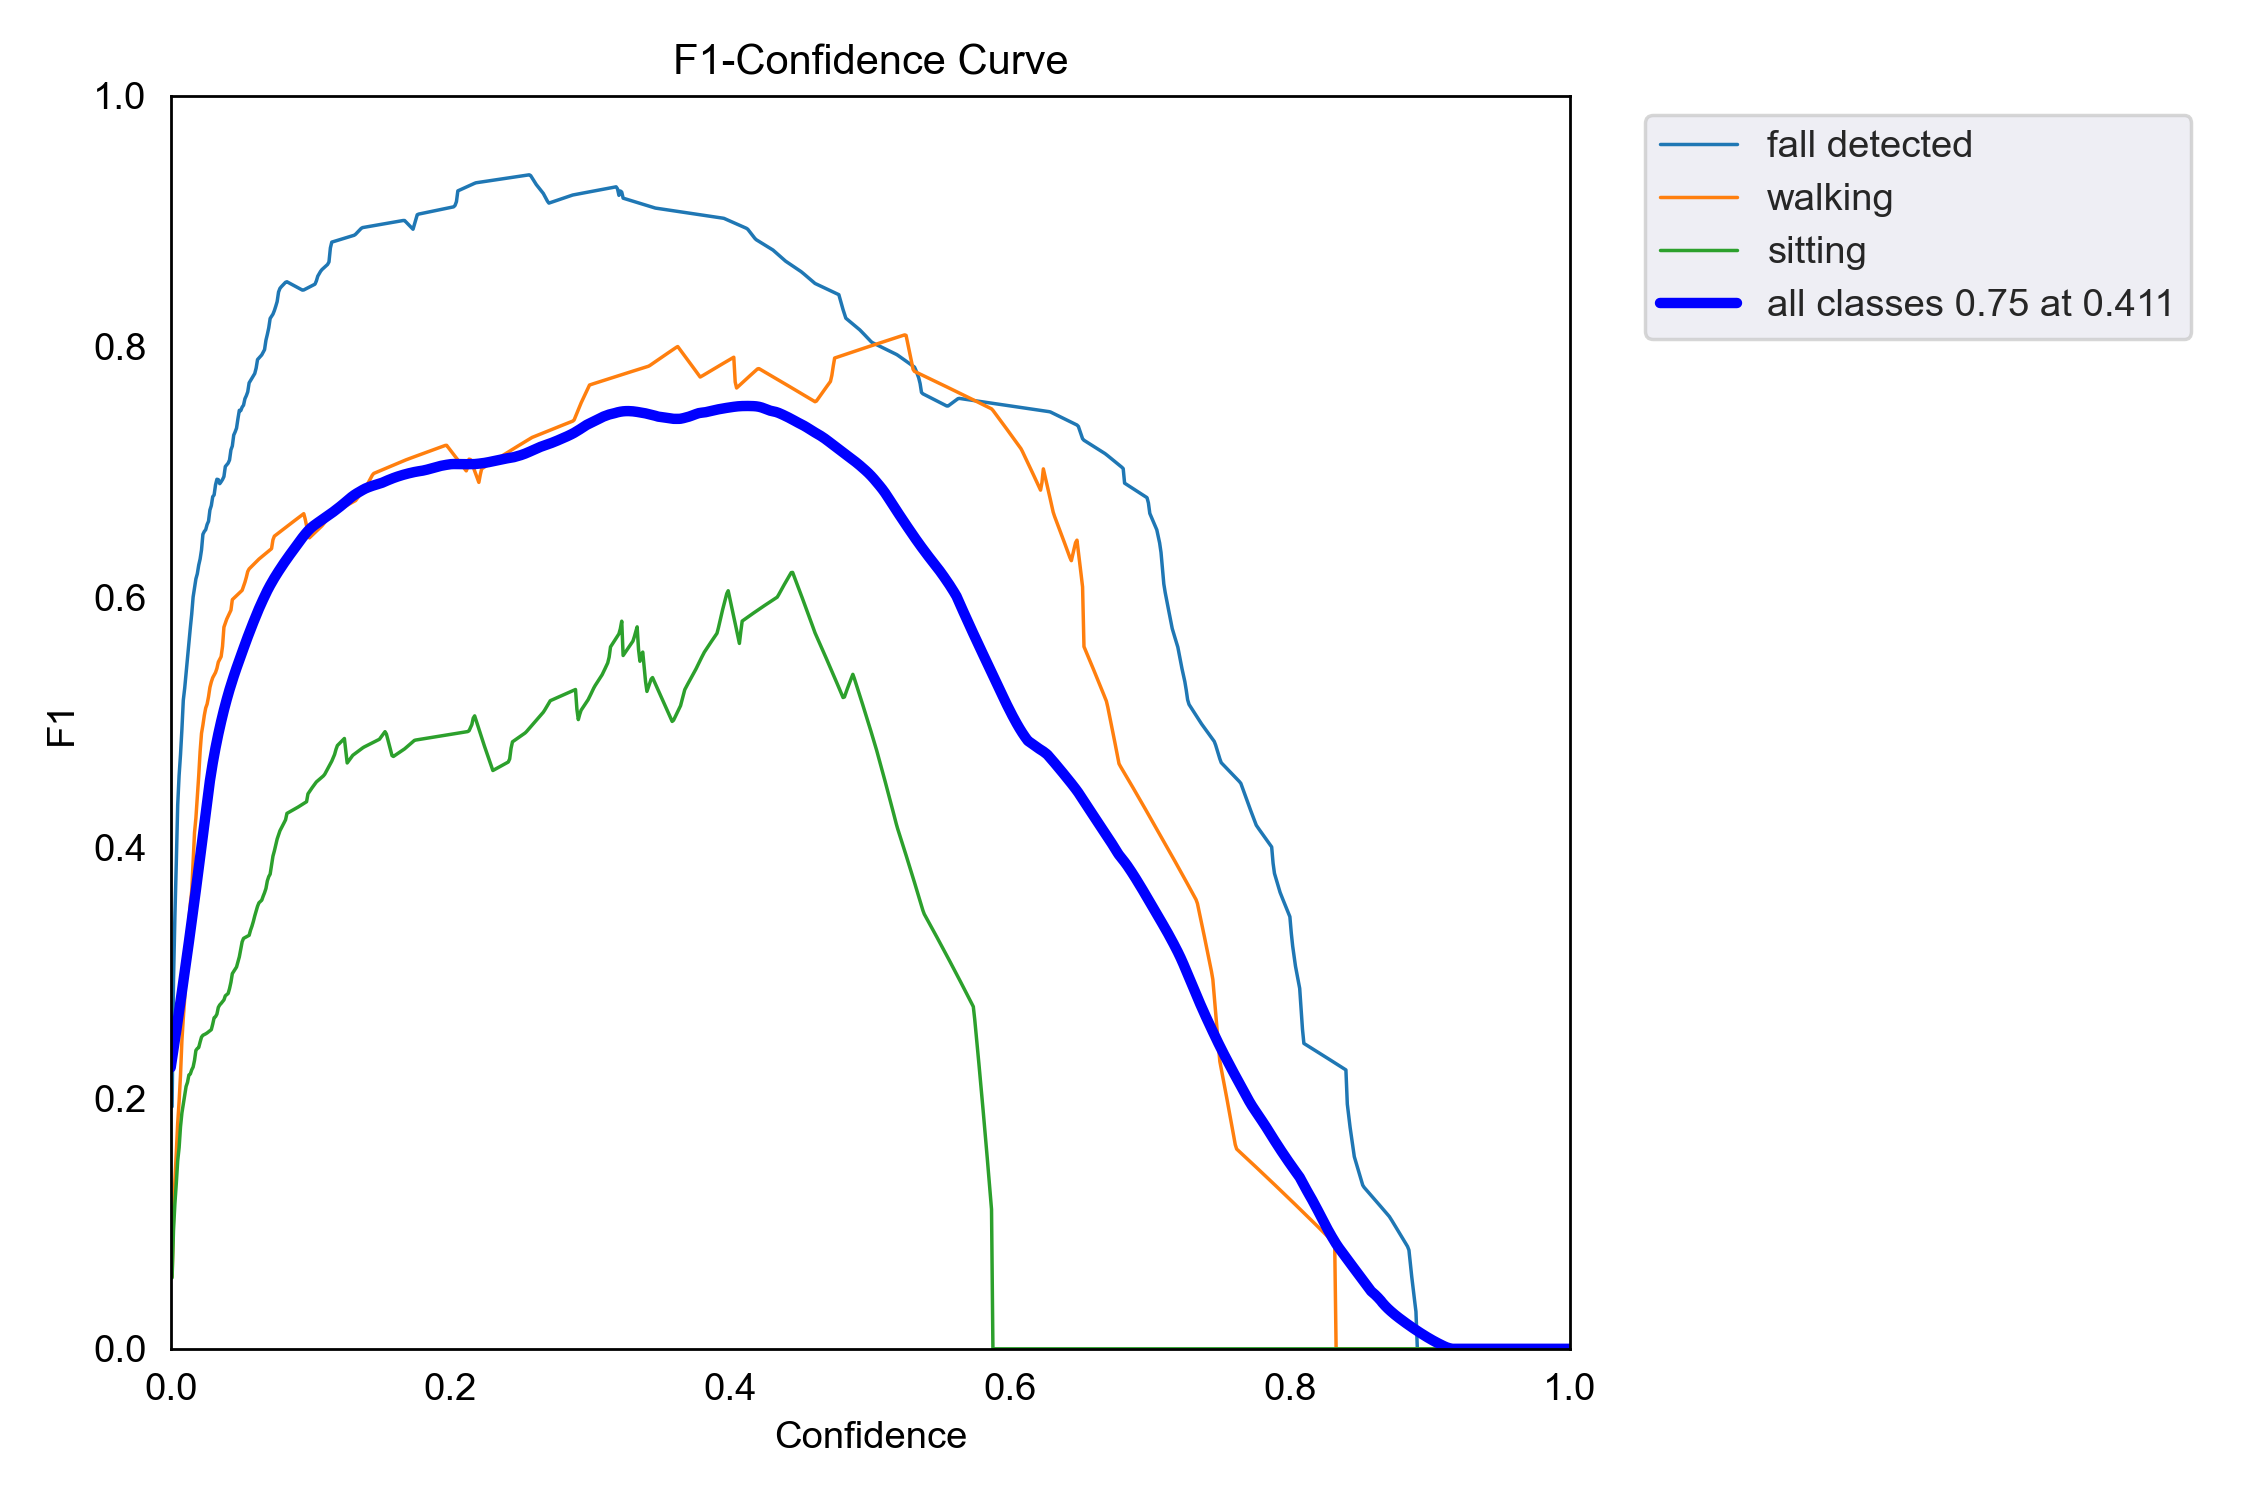 F1-Confidence Curve
1.0
0.8
0.6
0.4
0.2
0.0
F1
0.0 0.2 0.4 0.6 0.8 1.0
Confidence
fall detected
walking
sitting
all classes 0.75 at 0.411